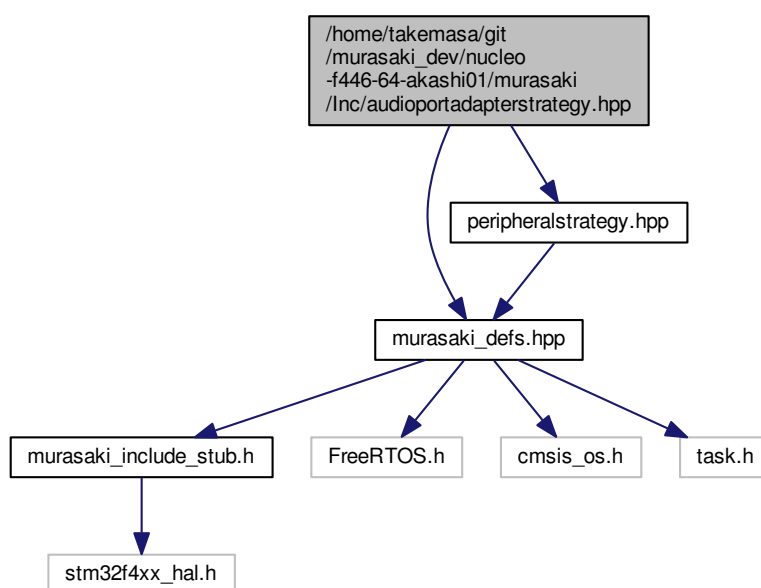 /home/takemasa/git
/murasaki_dev/nucleo
-f446-64-akashi01/murasaki
/Inc/audioportadapterstrategy.hpp
peripheralstrategy.hpp
murasaki_defs.hpp
murasaki_include_stub.h
FreeRTOS.h
cmsis_os.h
task.h
stm32f4xx_hal.h